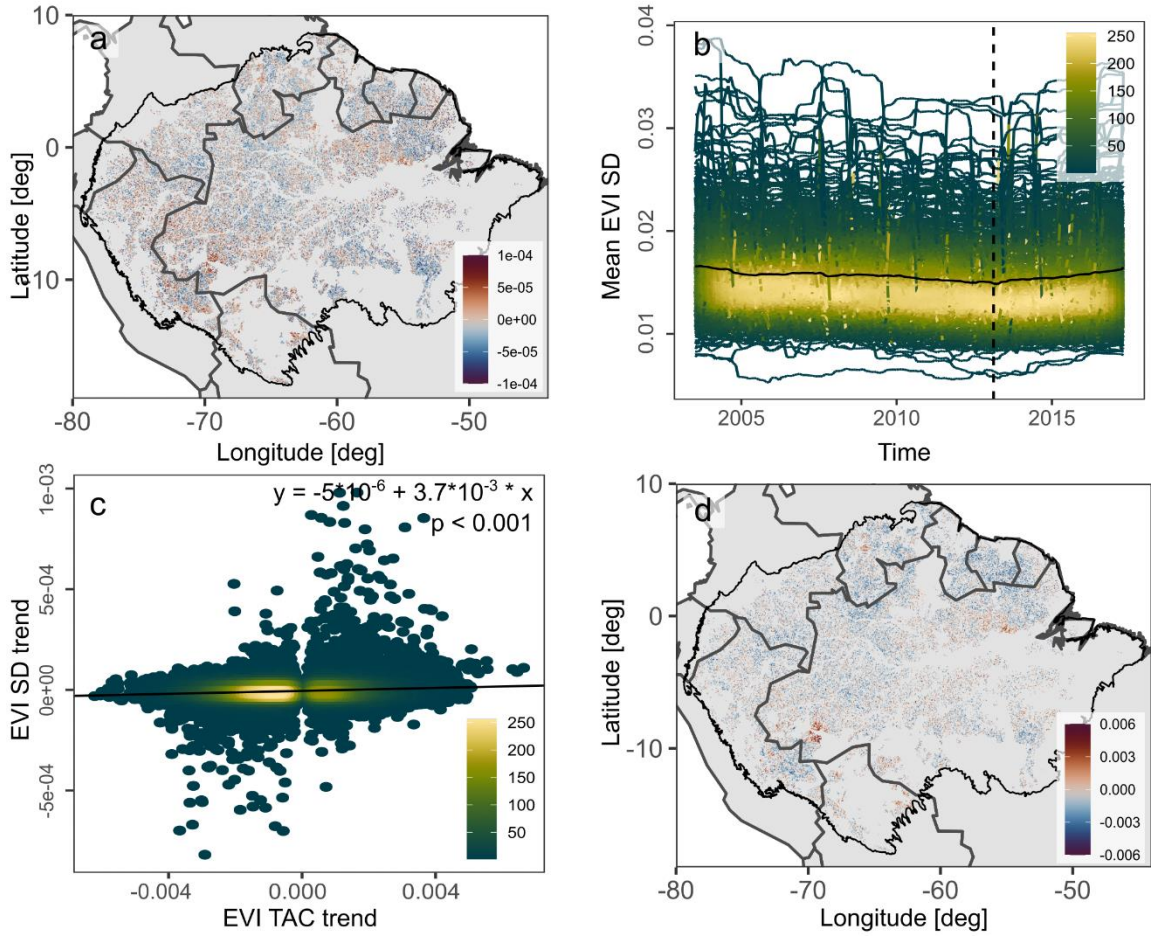 a
10
0
10
Latitude [deg]
1e-04
5e-05
0e+00
-5e-05
-1e-04
-80
-70
-60
-50
Longitude [deg]
b
0.04
0.03
0.02
0.01
Mean EVI SD
250
200
150
100
50
2005
2010
2015
Time
c
y = -5*10⁻⁶ + 3.7*10⁻³ * x
p < 0.001
1e-03
5e-04
0e+00
-5e-04
EVI SD trend
250
200
150
100
50
-0.004
0.000
0.004
EVI TAC trend
d
10
0
-10
Latitude [deg]
0.006
0.003
0.000
-0.003
-0.006
-80
-70
-60
-50
Longitude [deg]